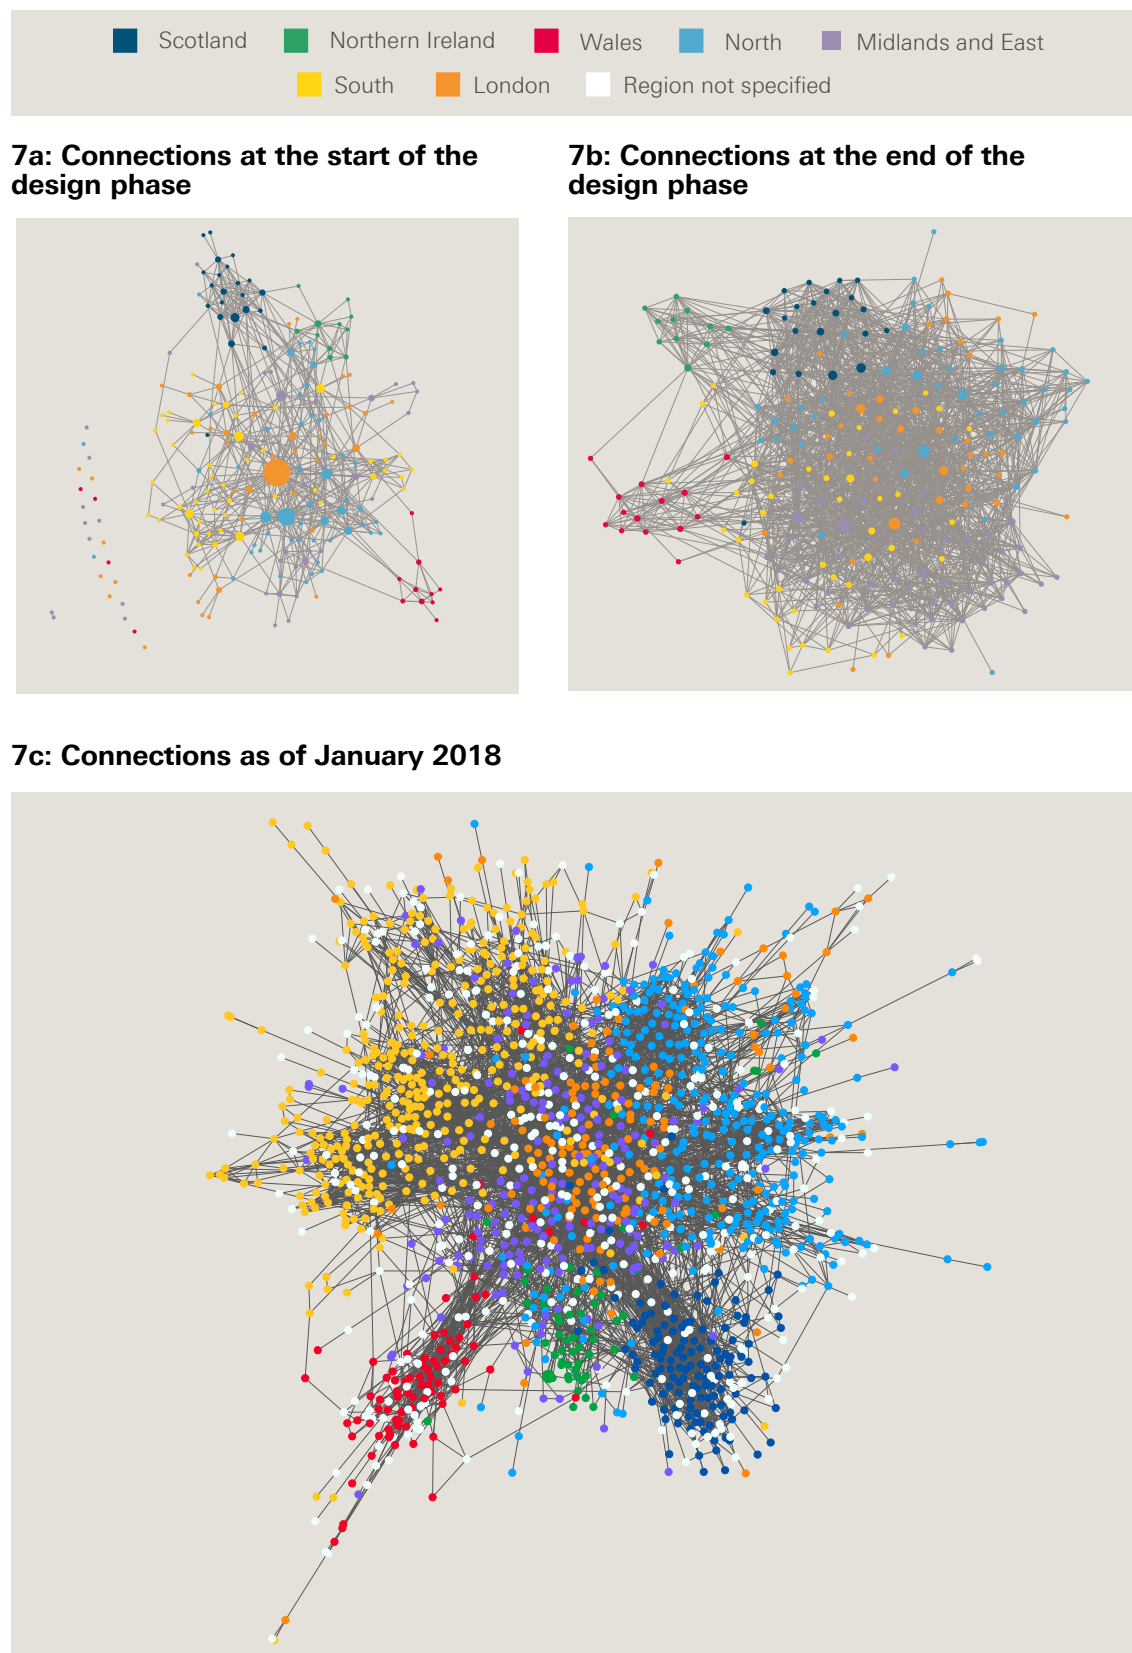 Scotland Northern Ireland Wales North Midlands and East
South London Region not specified
7a: Connections at the start of the
design phase
7b: Connections at the end of the
design phase
7c: Connections as of January 2018